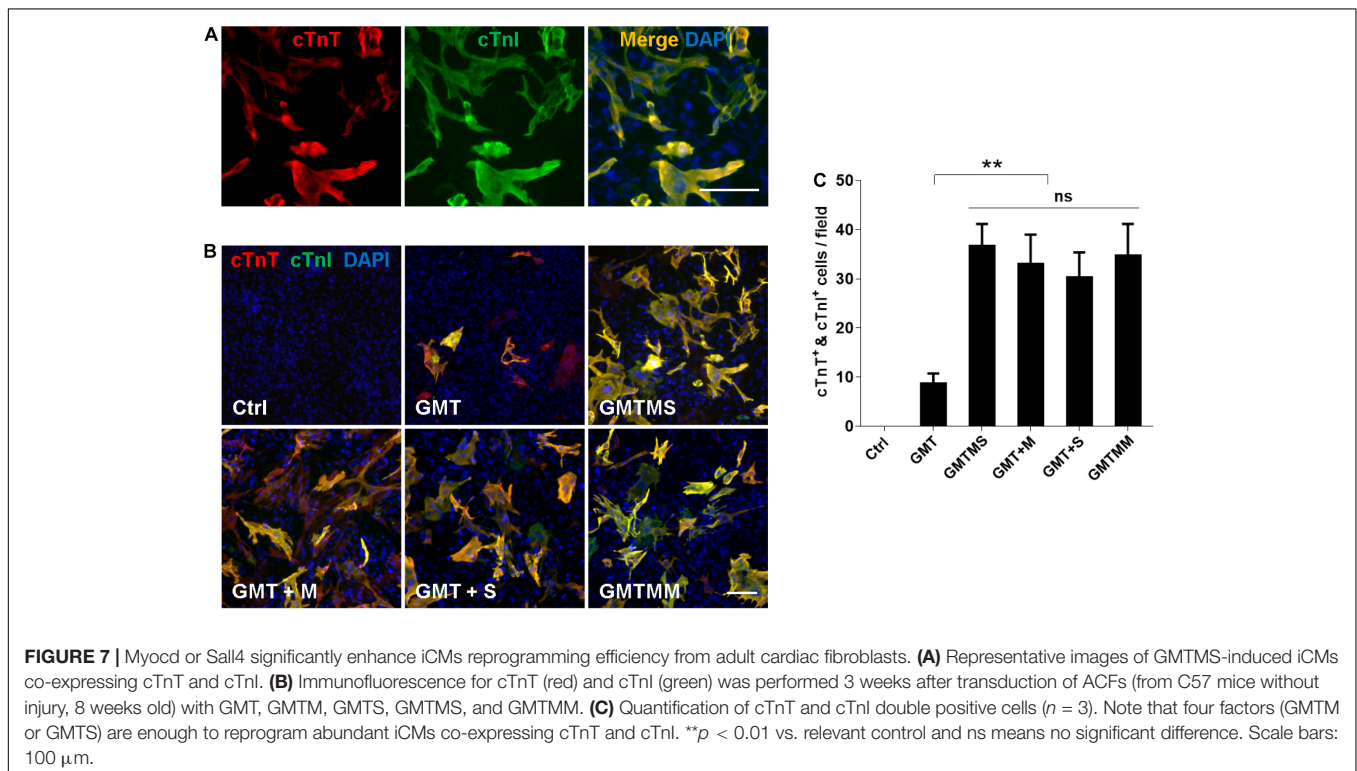 A
cTnT
cTnI
Merge DAPI
B
cTnT cTnI DAPI
Ctrl
GMT
GMTMS
GMT + M
GMT + S
GMTMM
C
**
ns
cTnT+ & cTnI+ cells / field
50
40
30
20
10
0
Ctrl
GMT
GMTMS
GMT+M
GMT+S
GMTMM
FIGURE 7 | Myocd or Sall4 significantly enhance iCMs reprogramming efficiency from adult cardiac fibroblasts. (A) Representative images of GMTMS-induced iCMs
co-expressing cTnT and cTnI. (B) Immunofluorescence for cTnT (red) and cTnI (green) was performed 3 weeks after transduction of ACFs (from C57 mice without
injury, 8 weeks old) with GMT, GMTM, GMTS, GMTMS, and GMTMM. (C) Quantification of cTnT and cTnI double positive cells (n = 3). Note that four factors (GMTM
or GMTS) are enough to reprogram abundant iCMs co-expressing cTnT and cTnI. **p < 0.01 vs. relevant control and ns means no significant difference. Scale bars:
100 μm.